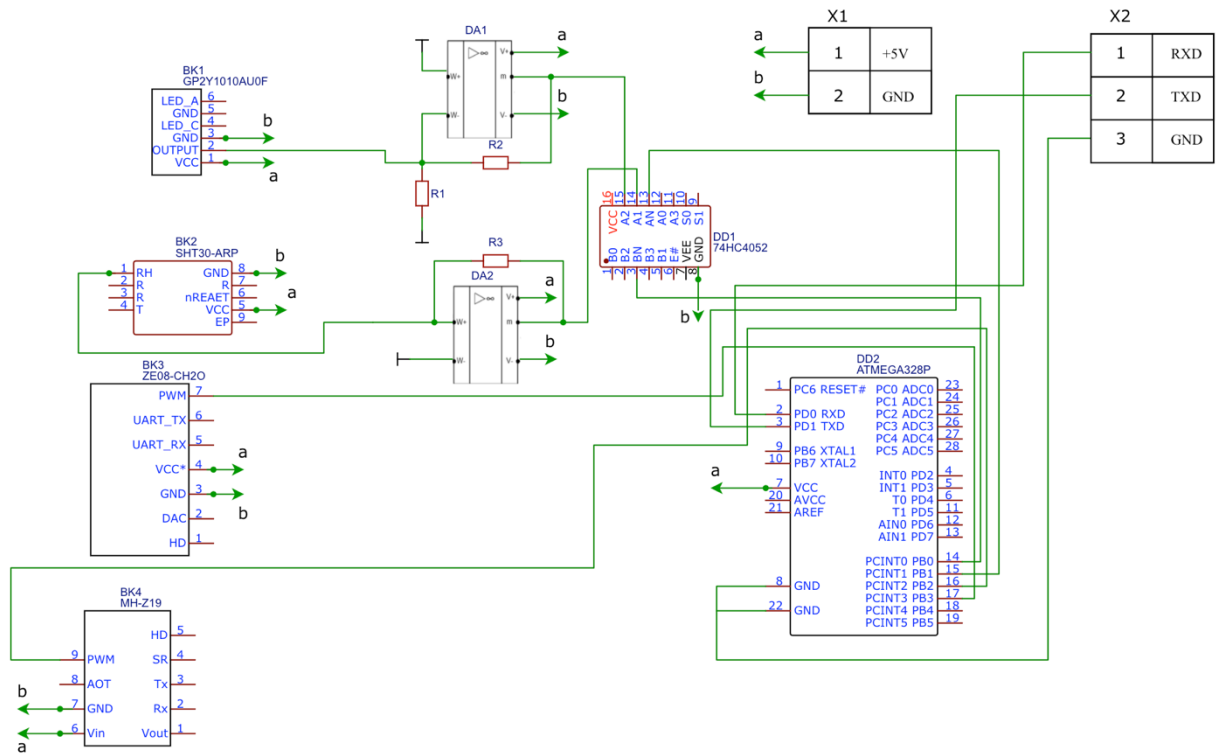 X1
a 1 +5V
b 2 GND
X2
1 RXD
2 TXD
3 GND
DA1
W+ V+ a
m
W- V- b
R2
R1
BK1
GP2Y1010AU0F
LED_A 6
GND 5
LED_C 4
GND 3 b
OUTPUT 2
VCC 1 a
BK2
SHT30-ARP
1 RH GND 8 b
2 R R 7
3 R nREAET 6
4 T VCC 5 a
EP 9
R3
DA2
W+ V+ a
m
W- V- b
16 15 14 13 12 11 10 9
VCC A2 A1 AN A0 A3 S0 S1
DD1
74HC4052
B0 B2 BN B3 B1 E# VEE GND
1 2 3 4 5 6 7 8
b
BK3
ZE08-CH2O
PWM 7
UART_TX 6
UART_RX 5
VCC* 4 a
GND 3 b
DAC 2
HD 1
DD2
ATMEGA328P
1 PC6 RESET# PC0 ADC0 23
PC1 ADC1 24
2 PD0 RXD PC2 ADC2 25
3 PD1 TXD PC3 ADC3 26
PC4 ADC4 27
9 PB6 XTAL1 PC5 ADC5 28
10 PB7 XTAL2
INT0 PD2 4
a 7 VCC INT1 PD3 5
20 AVCC T0 PD4 6
21 AREF T1 PD5 11
AIN0 PD6 12
AIN1 PD7 13
PCINT0 PB0 14
PCINT1 PB1 15
8 GND PCINT2 PB2 16
PCINT3 PB3 17
22 GND PCINT4 PB4 18
PCINT5 PB5 19
BK4
MH-Z19
HD 5
9 PWM SR 4
8 AOT Tx 3
b 7 GND Rx 2
a 6 Vin Vout 1